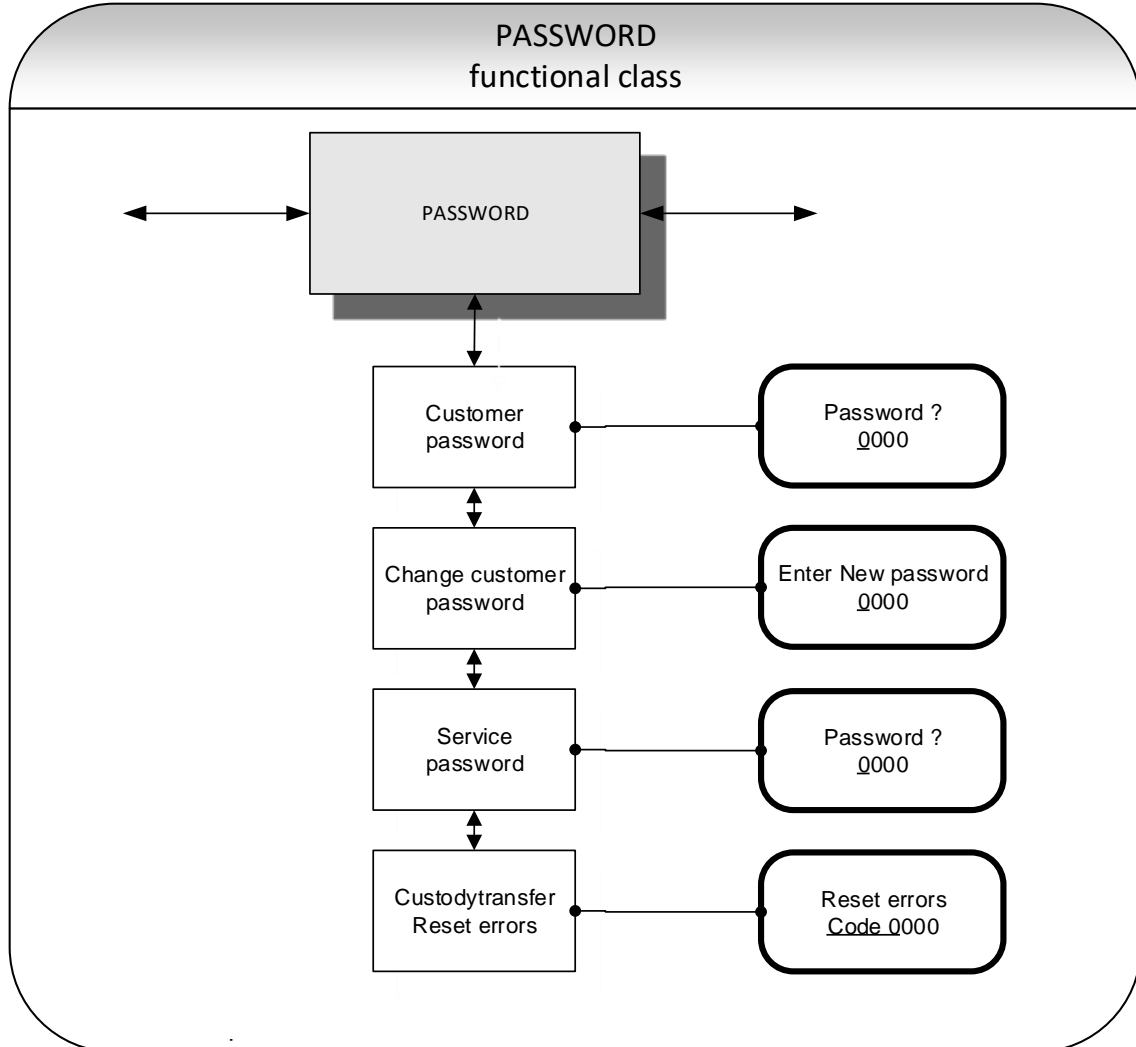 PASSWORD
functional class
PASSWORD
Customer
password
Password ?
0000
Change customer
password
Enter New password
0000
Service
password
Password ?
0000
Custodytransfer
Reset errors
Reset errors
Code 0000